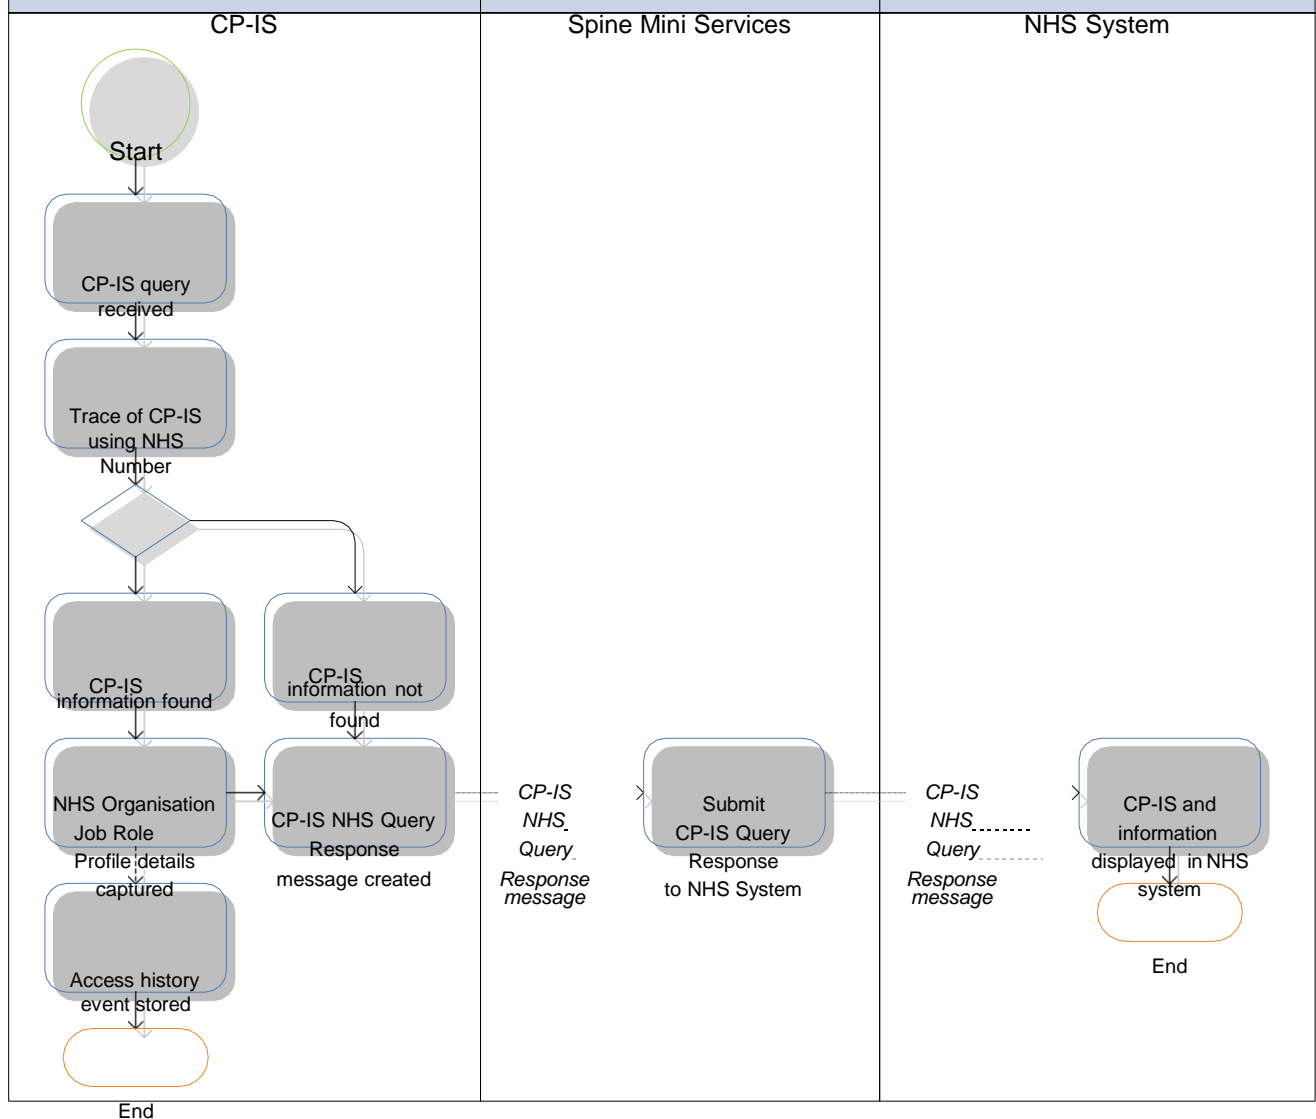 CP-IS
Spine Mini Services
NHS System
Start
CP-IS query
received
Trace of CP-IS
using NHS
Number
CP-IS
information found
CP-IS
information not
found
NHS Organisation
Job Role
Profile details
captured
CP-IS NHS Query
Response
message created
CP-IS
NHS
Query
Response
message
Submit
CP-IS Query
Response
to NHS System
CP-IS
NHS
Query
Response
message
CP-IS and
information
displayed in NHS
system
End
Access history
event stored
End